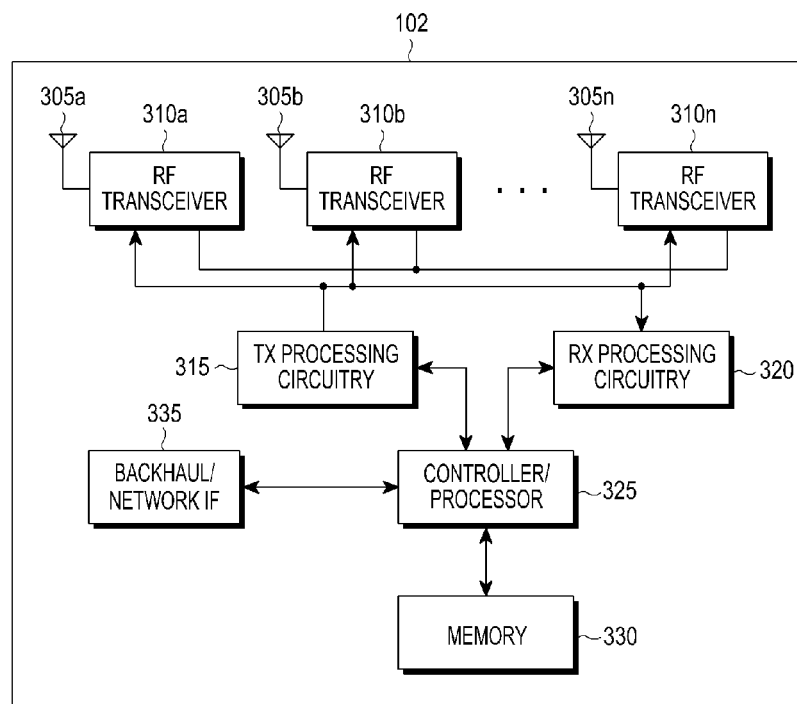 102
305a
310a
305b
310b
305n
310n
RF
TRANSCEIVER
RF
TRANSCEIVER
. . .
RF
TRANSCEIVER
315
TX PROCESSING
CIRCUITRY
RX PROCESSING
CIRCUITRY
320
335
BACKHAUL/
NETWORK IF
CONTROLLER/
PROCESSOR
325
MEMORY
330